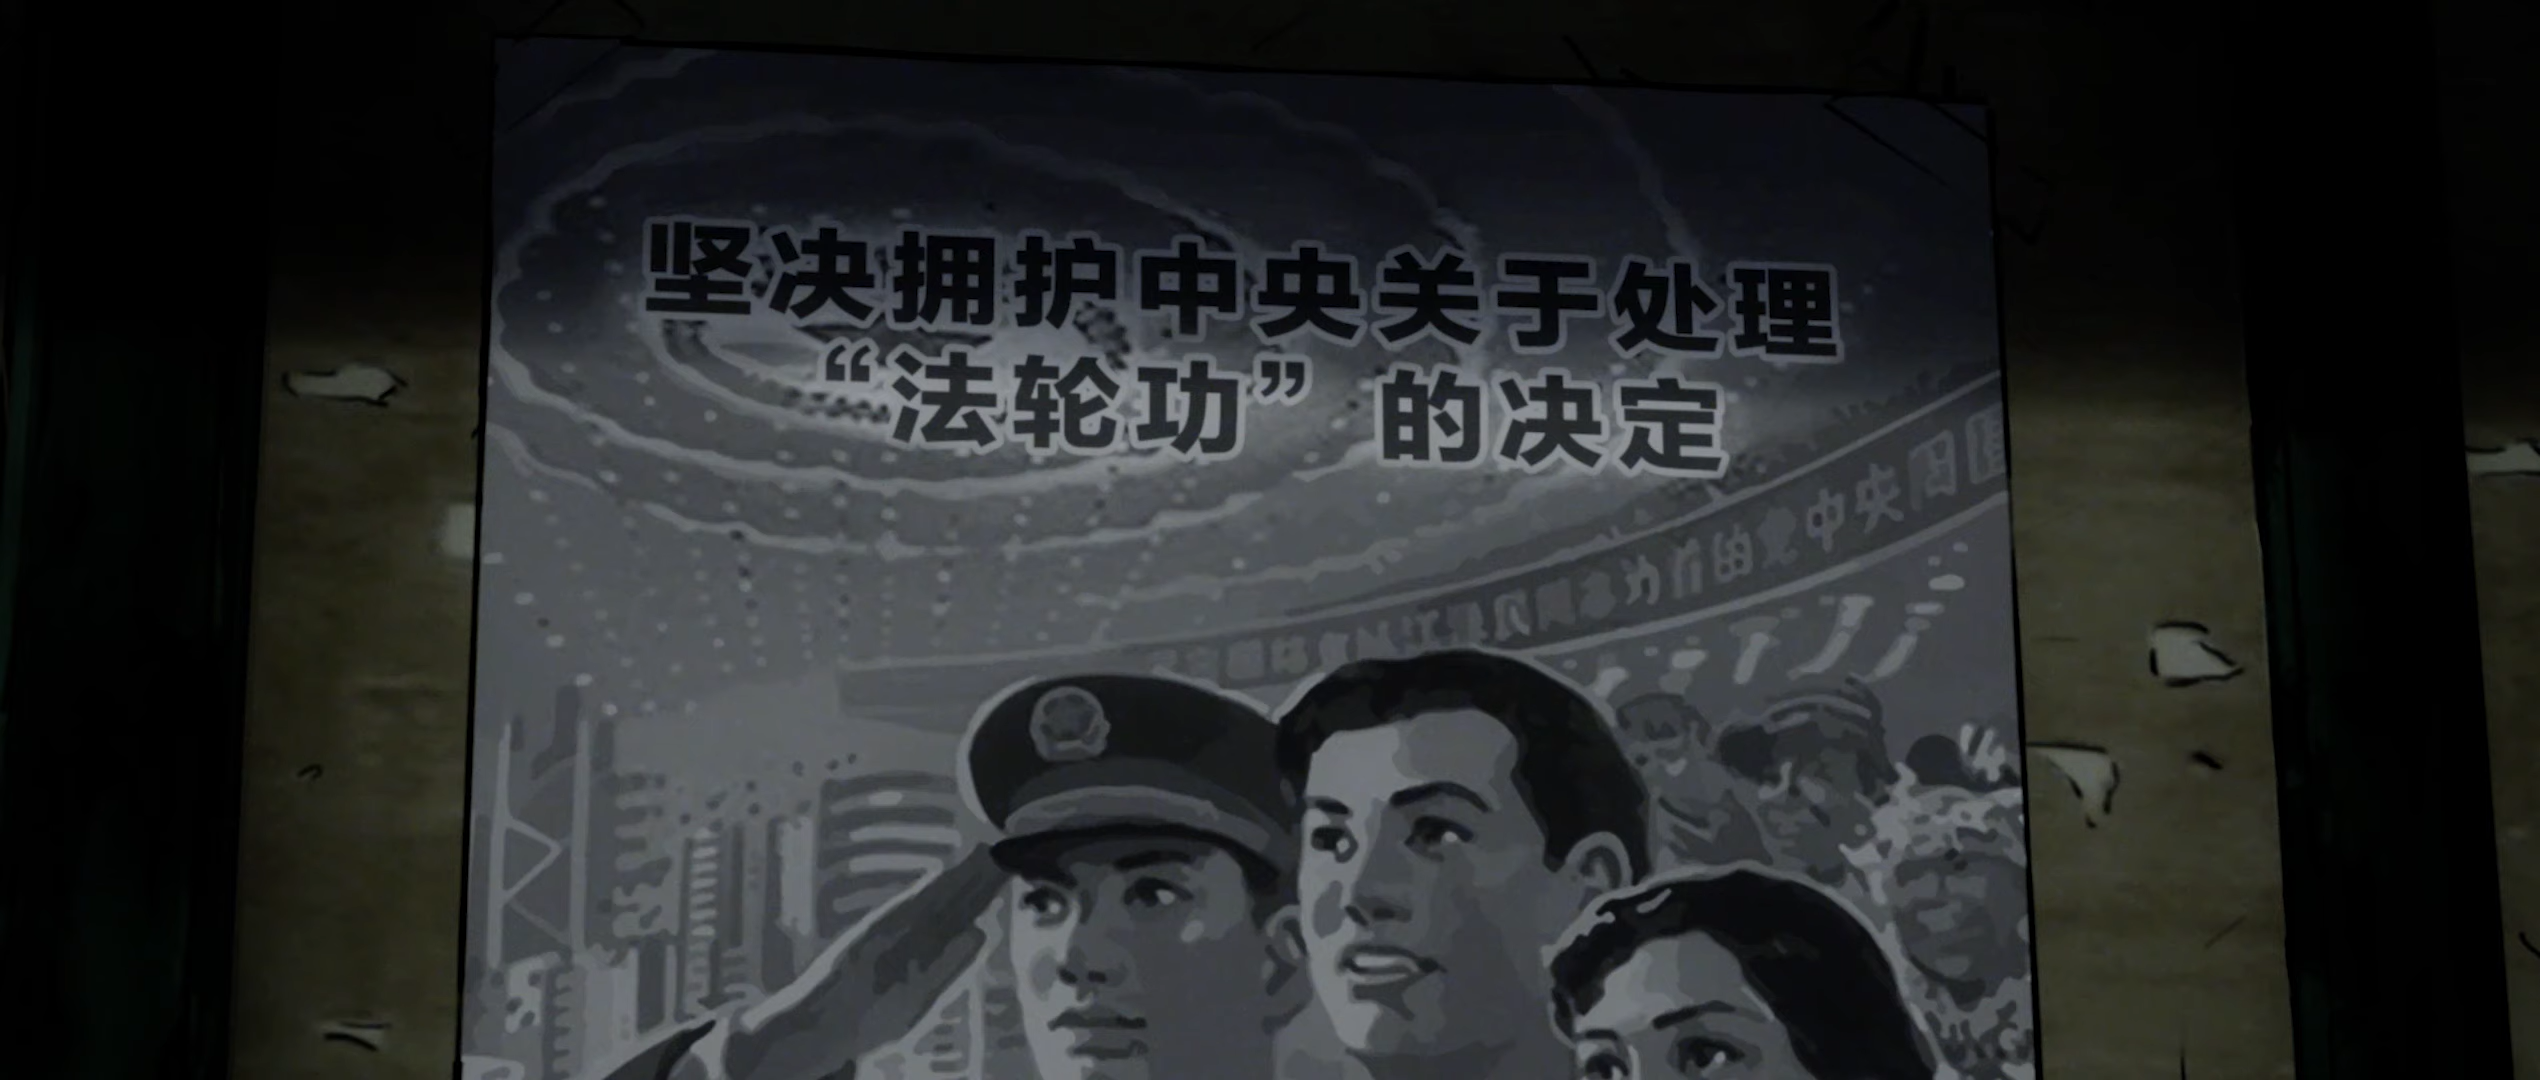 坚决拥护中央关于处理
“法轮功” 的决定